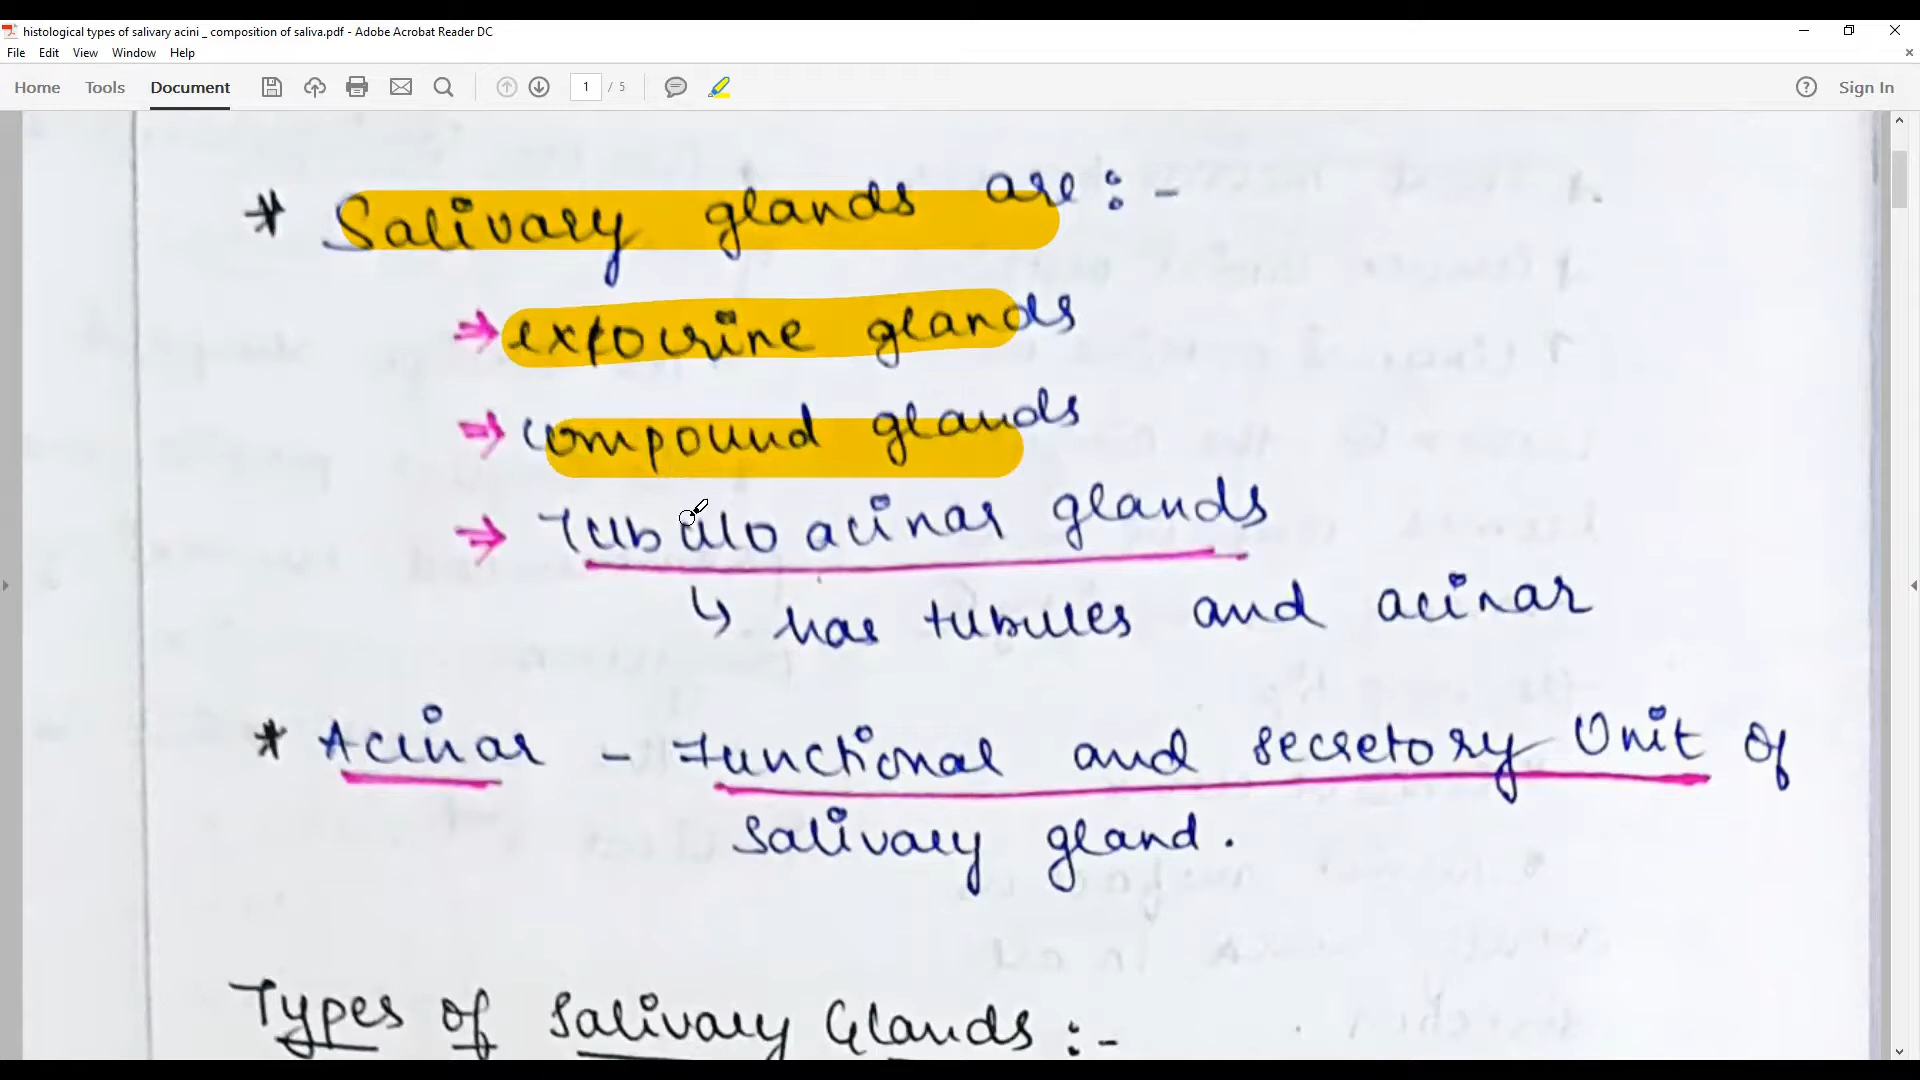 histological types of salivary acini _ composition of saliva.pdf - Adobe Acrobat Reader DC
File Edit View Window Help
Home Tools Document 1 / 5 Sign In
* Salivary glands are :-
→ exocrine glands
→ compound glands
→ Tubulo acinar glands
↳ has tubules and acinar
* Acinar - Functional and secretory Unit of
salivary gland.
Types of Salivary Glands :-